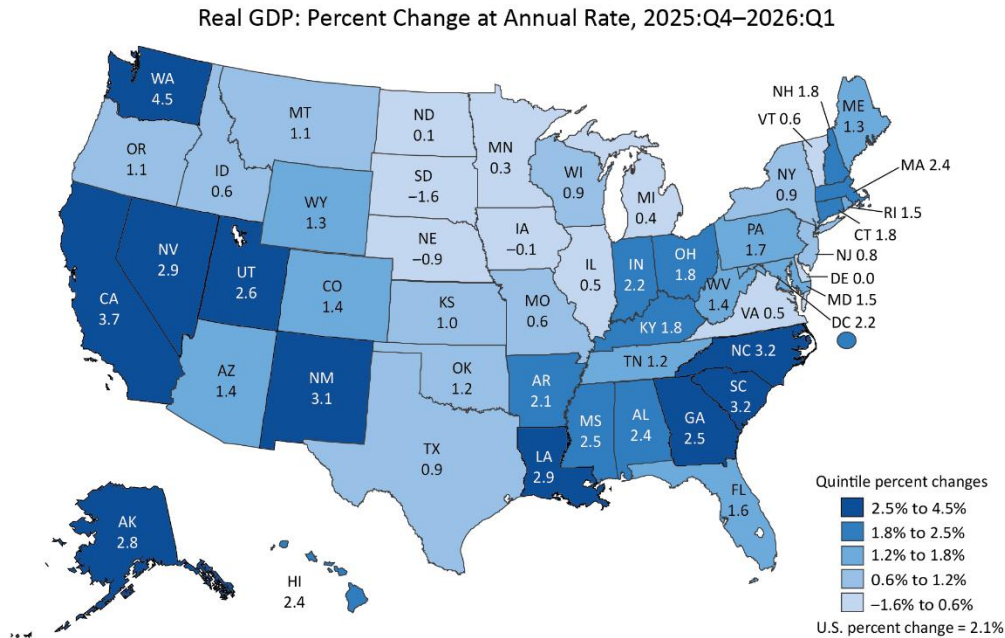 Real GDP: Percent Change at Annual Rate, 2025:Q4–2026:Q1
WA
4.5
OR
1.1
CA
3.7
NV
2.9
ID
0.6
MT
1.1
WY
1.3
UT
2.6
CO
1.4
AZ
1.4
NM
3.1
ND
0.1
SD
−1.6
NE
−0.9
KS
1.0
OK
1.2
TX
0.9
MN
0.3
IA
−0.1
MO
0.6
AR
2.1
LA
2.9
WI
0.9
IL
0.5
MI
0.4
IN
2.2
OH
1.8
KY 1.8
TN 1.2
MS
2.5
AL
2.4
GA
2.5
FL
1.6
SC
3.2
NC 3.2
VA 0.5
WV
1.4
PA
1.7
NY
0.9
VT 0.6
NH 1.8
ME
1.3
MA 2.4
RI 1.5
CT 1.8
NJ 0.8
DE 0.0
MD 1.5
DC 2.2
AK
2.8
HI
2.4
Quintile percent changes
2.5% to 4.5%
1.8% to 2.5%
1.2% to 1.8%
0.6% to 1.2%
−1.6% to 0.6%
U.S. percent change = 2.1%